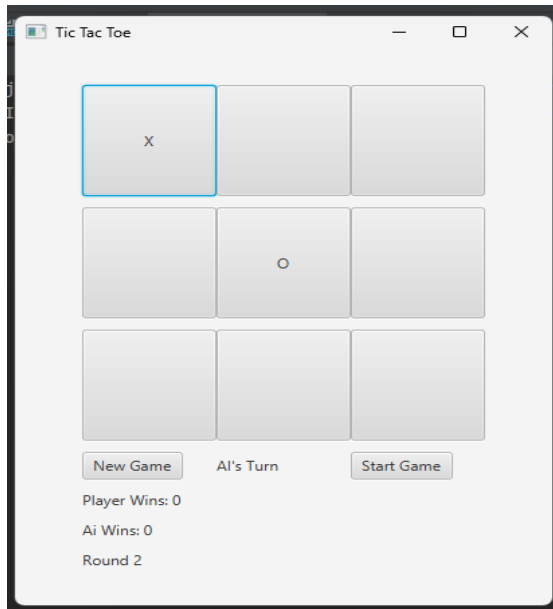 Tic Tac Toe
X
O
New Game AI's Turn Start Game
Player Wins: 0
Ai Wins: 0
Round 2